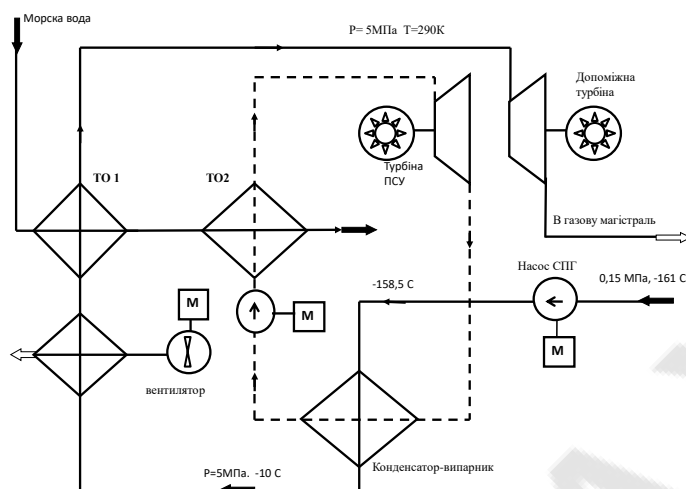 Морска вода
P= 5МПа Т=290К
Допоміжна
турбіна
ТО 1
ТО2
Турбіна
ПСУ
В газову магістраль
Насос СПГ
-158,5 С
0,15 МПа, -161 С
М
М
М
вентилятор
P=5МПа. -10 С
Конденсатор-випарник